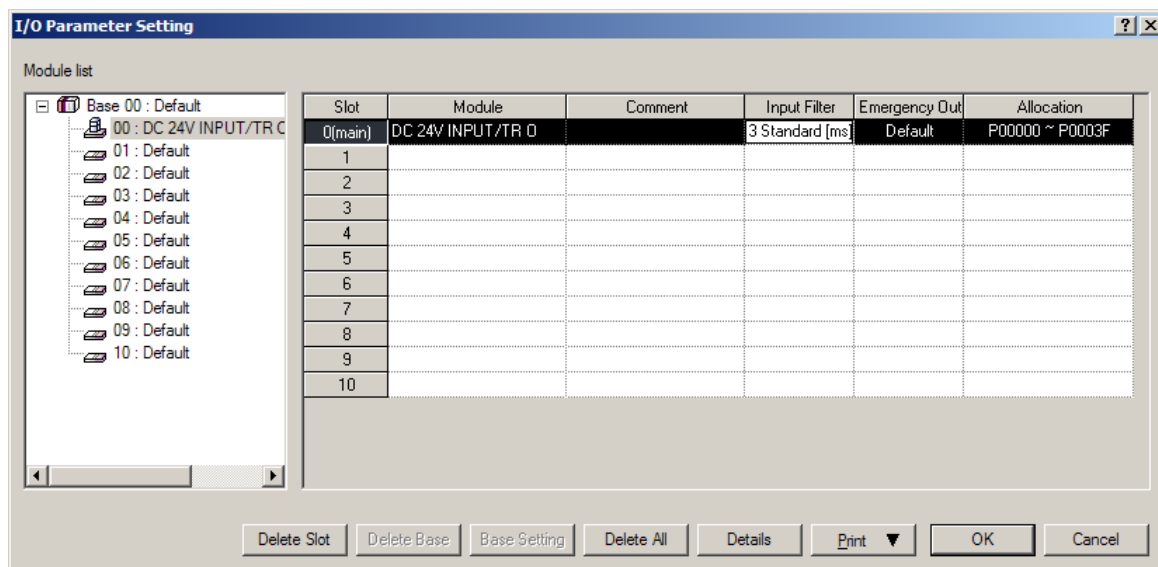 I/O Parameter Setting
Module list
Base 00 : Default
00 : DC 24V INPUT/TR O
01 : Default
02 : Default
03 : Default
04 : Default
05 : Default
06 : Default
07 : Default
08 : Default
09 : Default
10 : Default
Slot Module Comment Input Filter Emergency Out Allocation
0(main) DC 24V INPUT/TR O 3 Standard [ms] Default P00000 ~ P0003F
1
2
3
4
5
6
7
8
9
10
Delete Slot Delete Base Base Setting Delete All Details Print ▼ OK Cancel